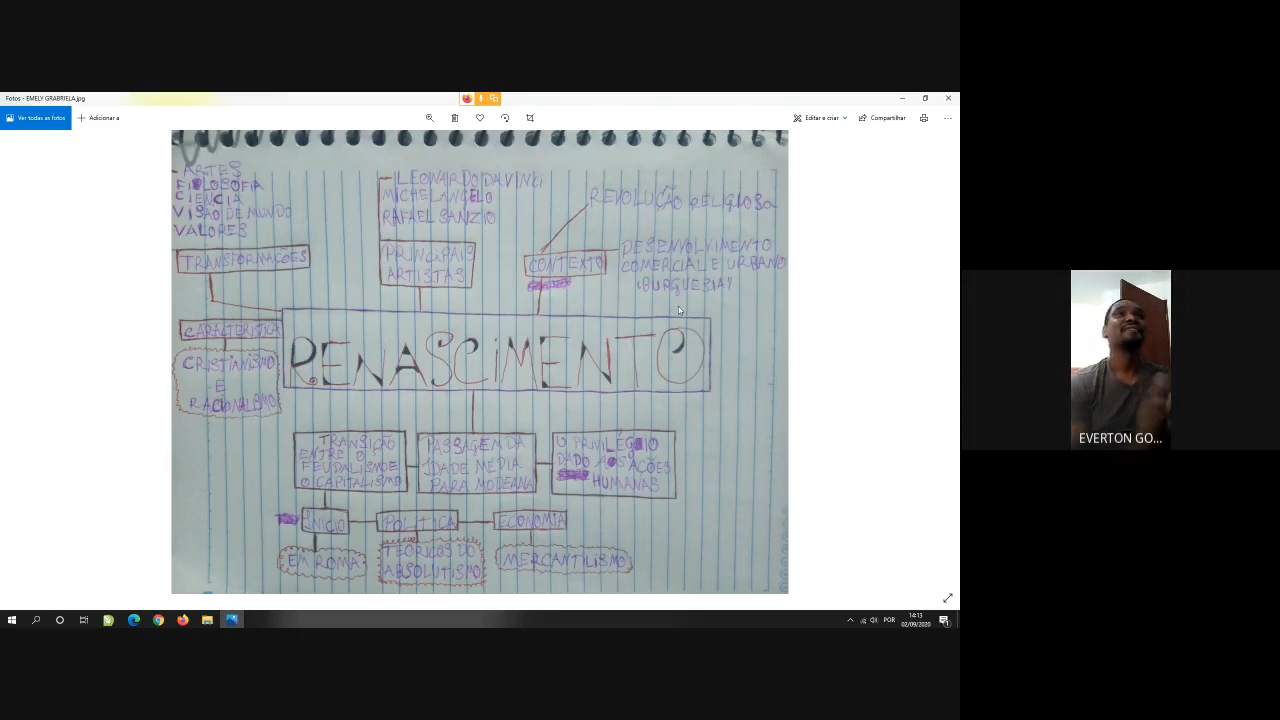 Fotos - EMELY GRABRIELA.jpg
Ver todas as fotos
Adicionar a
Editar e criar
Compartilhar
- ARTES
FILOSOFIA
CIENCIA
VISÃO DE MUNDO
VALORES
TRANSFORMAÇÕES
LEONARDO DA VINCI
MICHELANGELO
RAFAEL SANZIO
PRINCIPAIS
ARTISTAS
REVOLUÇÃO RELIGIOSA
CONTEXTO
DESENVOLVIMENTO
COMERCIAL E URBANO
(BURGUESIA)
CARACTERÍSTICA
CRISTIANISMO
E
RACIONALISMO
RENASCIMENTO
TRANSIÇÃO
ENTRE O
FEUDALISMO E
O CAPITALISMO
PASSAGEM DA
IDADE MÉDIA
PARA MODERNA
O PRIVILÉGIO
DADO AOS AÇÕES
HUMANAS
INICIO
POLITICA
ECONOMIA
EM ROMA
TEÓRICOS DO
ABSOLUTISMO
MERCANTILISMO
EVERTON GO...
POR
14:13
02/09/2020